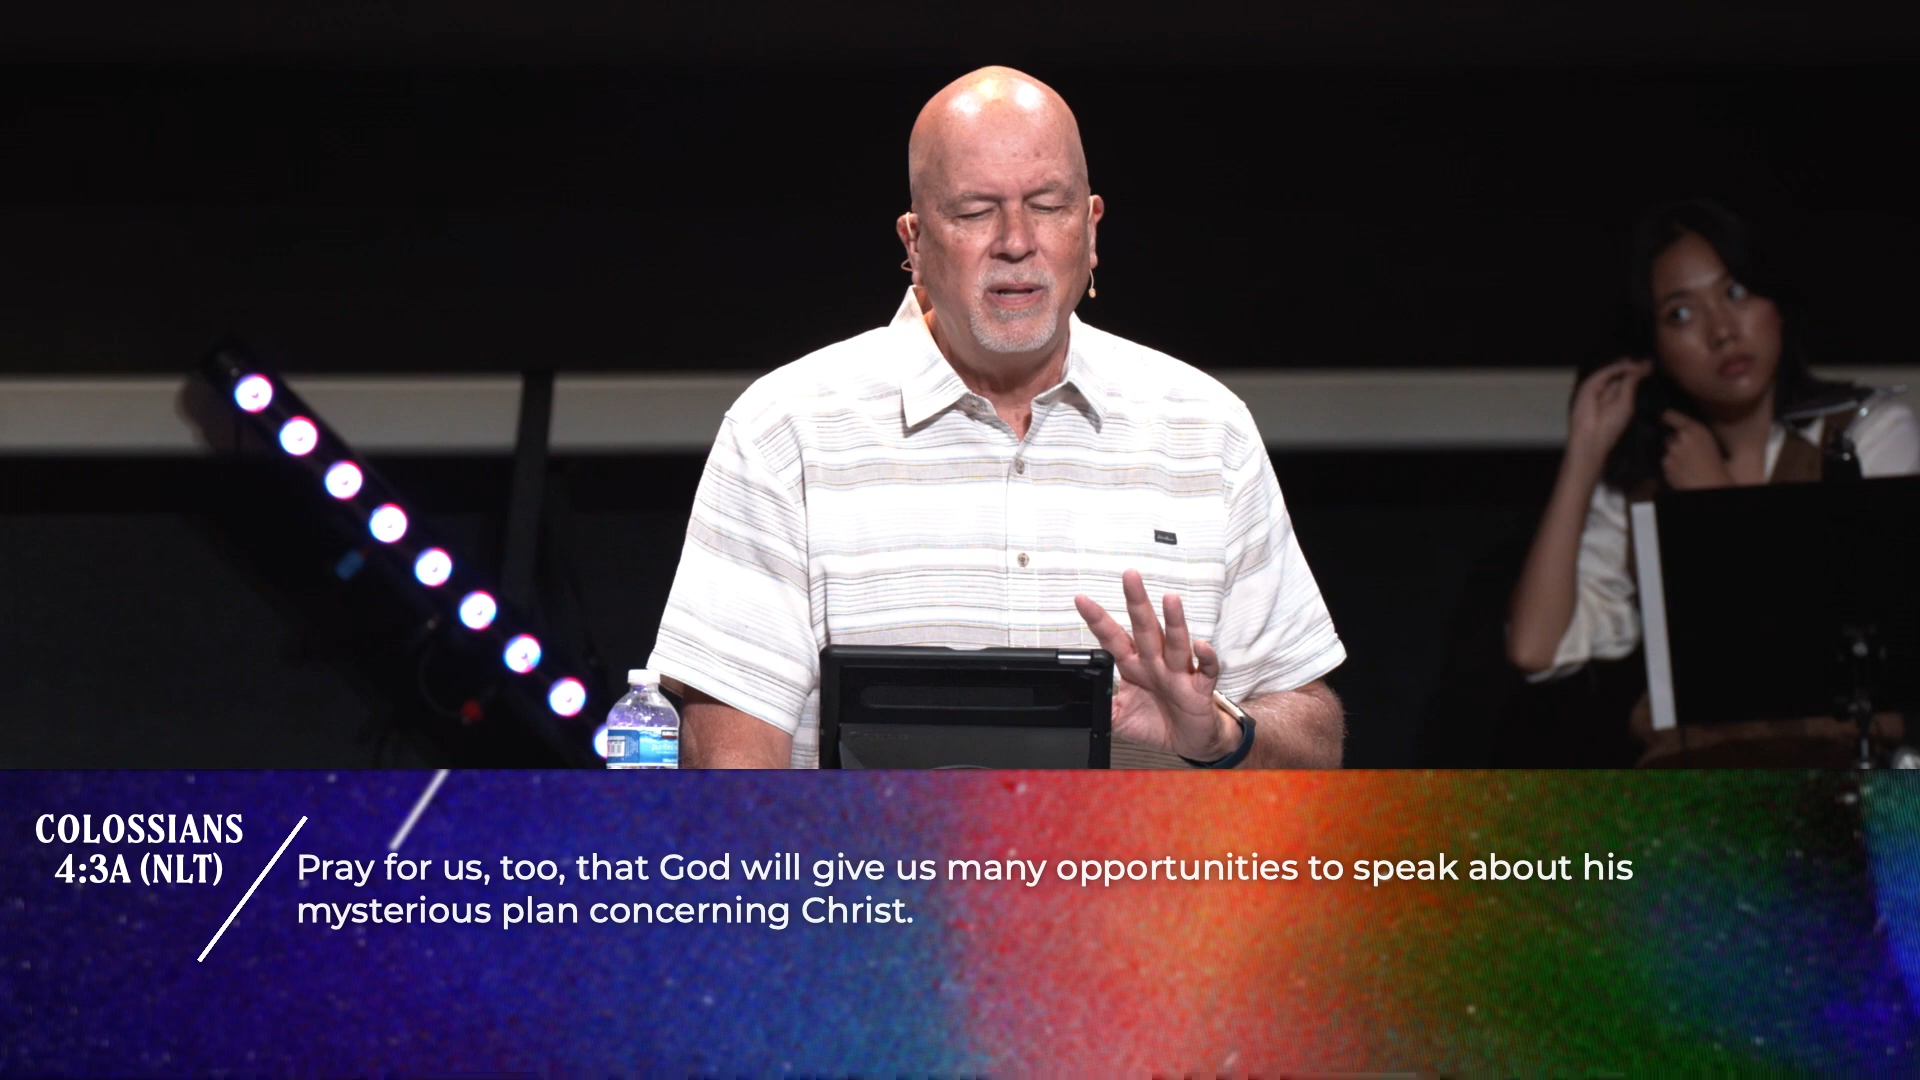 COLOSSIANS
4:3A (NLT)
Pray for us, too, that God will give us many opportunities to speak about his
mysterious plan concerning Christ.